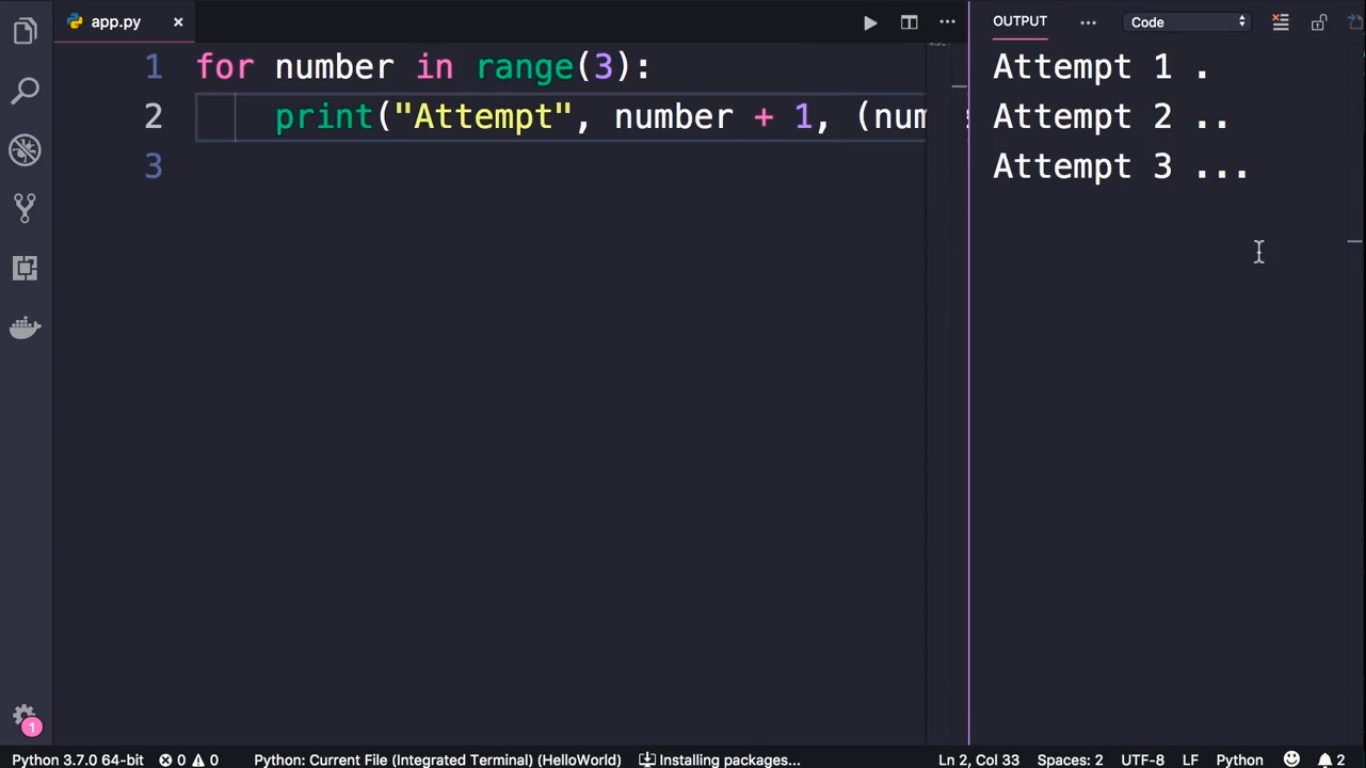 app.py
OUTPUT
Code
1 for number in range(3):
2 print("Attempt", number + 1, (num
3
Attempt 1 .
Attempt 2 ..
Attempt 3 ...
1
Python 3.7.0 64-bit 0 0 Python: Current File (Integrated Terminal) (HelloWorld) Installing packages... Ln 2, Col 33 Spaces: 2 UTF-8 LF Python 2